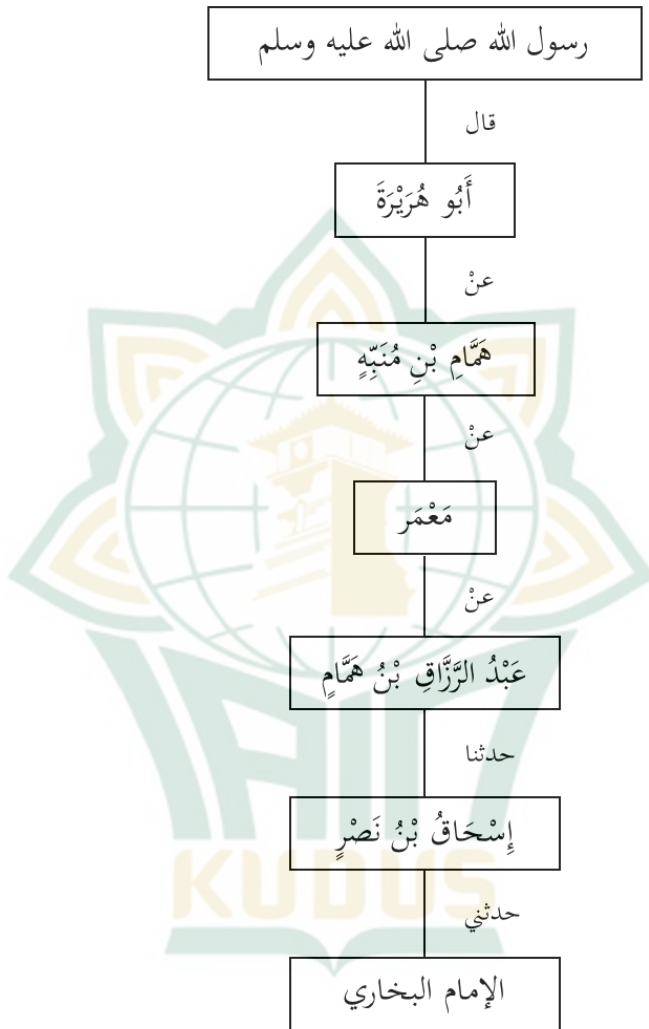 رسول الله صلى الله عليه وسلم
قال
أَبُو هُرَيْرَةَ
عنْ
هَمَّامِ بْنِ مُنَبِّهٍ
عنْ
مَعْمَر
عنْ
عَبْدُ الرَّزَّاقِ بْنُ هَمَّامٍ
حدثنا
إِسْحَاقُ بْنُ نَصْرٍ
حدثني
الإمام البخاري
IAIN
KUDUS